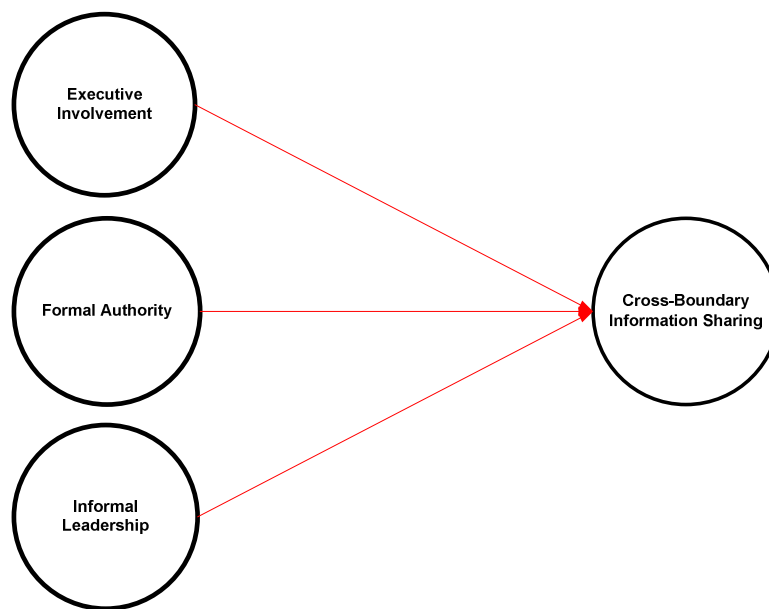 Executive
Involvement
Formal Authority
Cross-Boundary
Information Sharing
Informal
Leadership